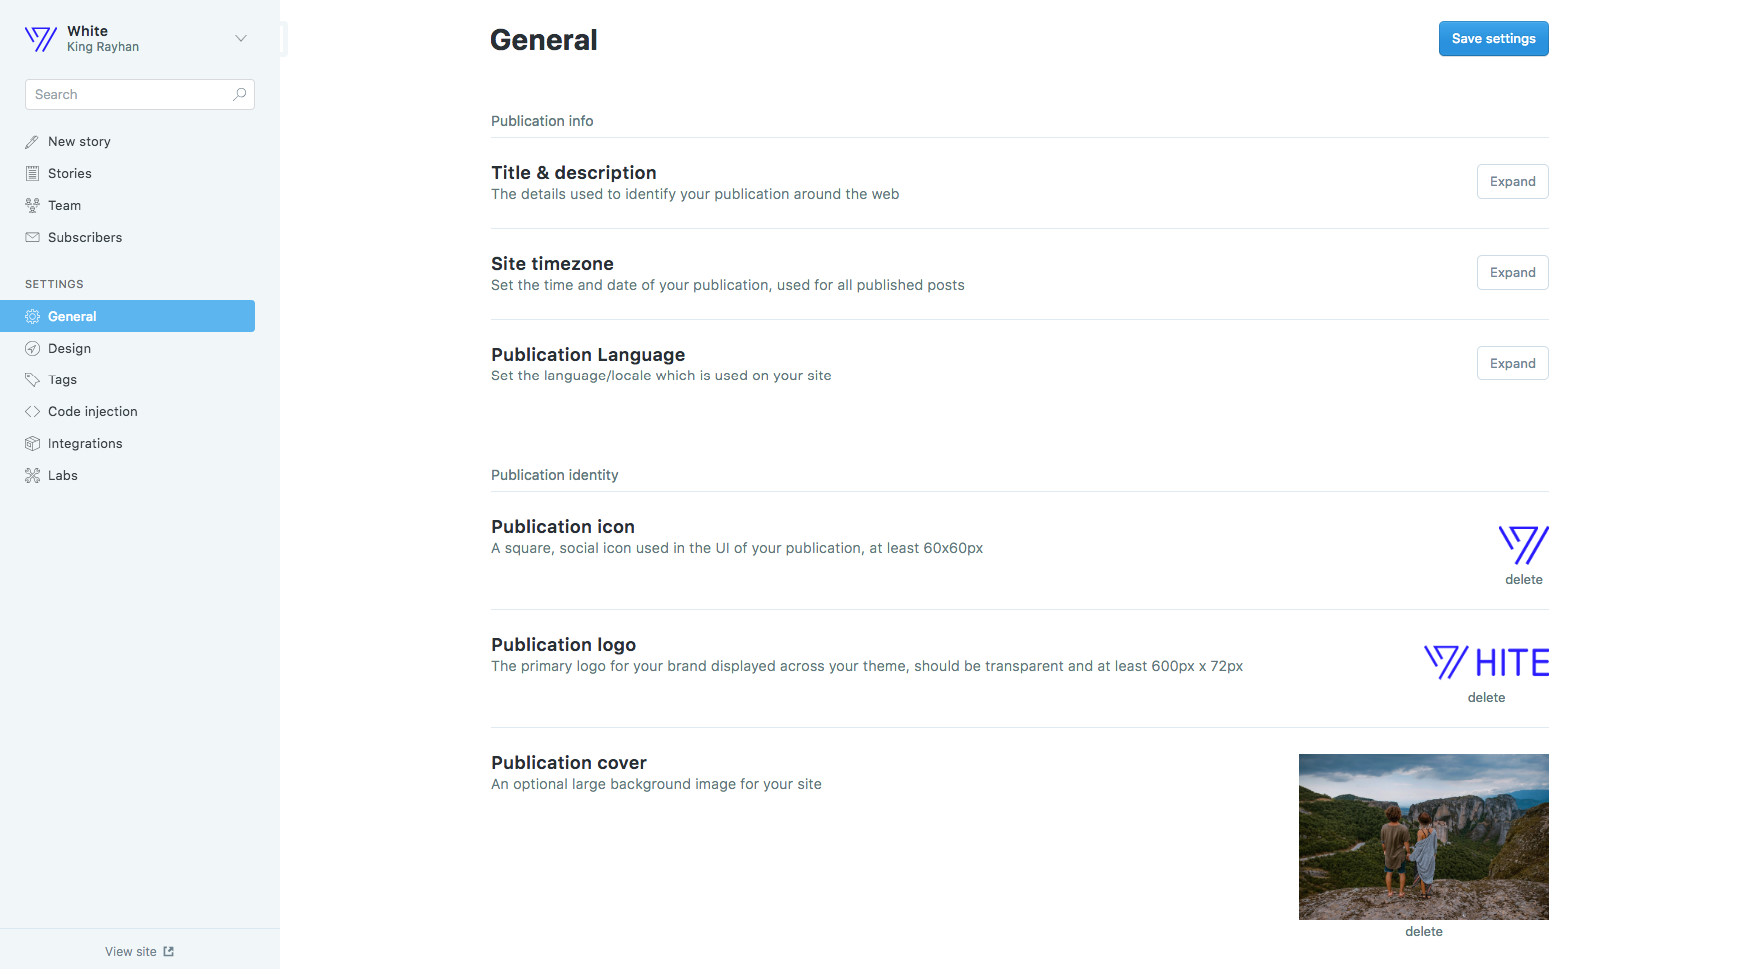 White
King Rayhan
Search
New story
Stories
Team
Subscribers
SETTINGS
General
Design
Tags
Code injection
Integrations
Labs
View site
General
Save settings
Publication info
Title & description
The details used to identify your publication around the web
Expand
Site timezone
Set the time and date of your publication, used for all published posts
Expand
Publication Language
Set the language/locale which is used on your site
Expand
Publication identity
Publication icon
A square, social icon used in the UI of your publication, at least 60x60px
delete
Publication logo
The primary logo for your brand displayed across your theme, should be transparent and at least 600px x 72px
WHITE
delete
Publication cover
An optional large background image for your site
delete